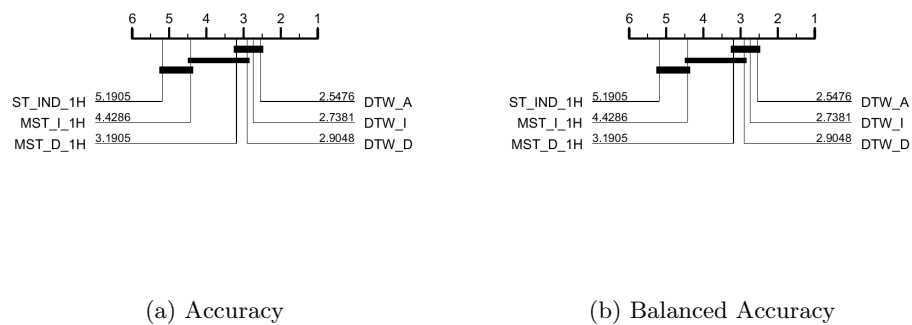 6 5 4 3 2 1
ST_IND_1H 5.1905 2.5476 DTW_A
MST_I_1H 4.4286 2.7381 DTW_I
MST_D_1H 3.1905 2.9048 DTW_D
(a) Accuracy
6 5 4 3 2 1
ST_IND_1H 5.1905 2.5476 DTW_A
MST_I_1H 4.4286 2.7381 DTW_I
MST_D_1H 3.1905 2.9048 DTW_D
(b) Balanced Accuracy